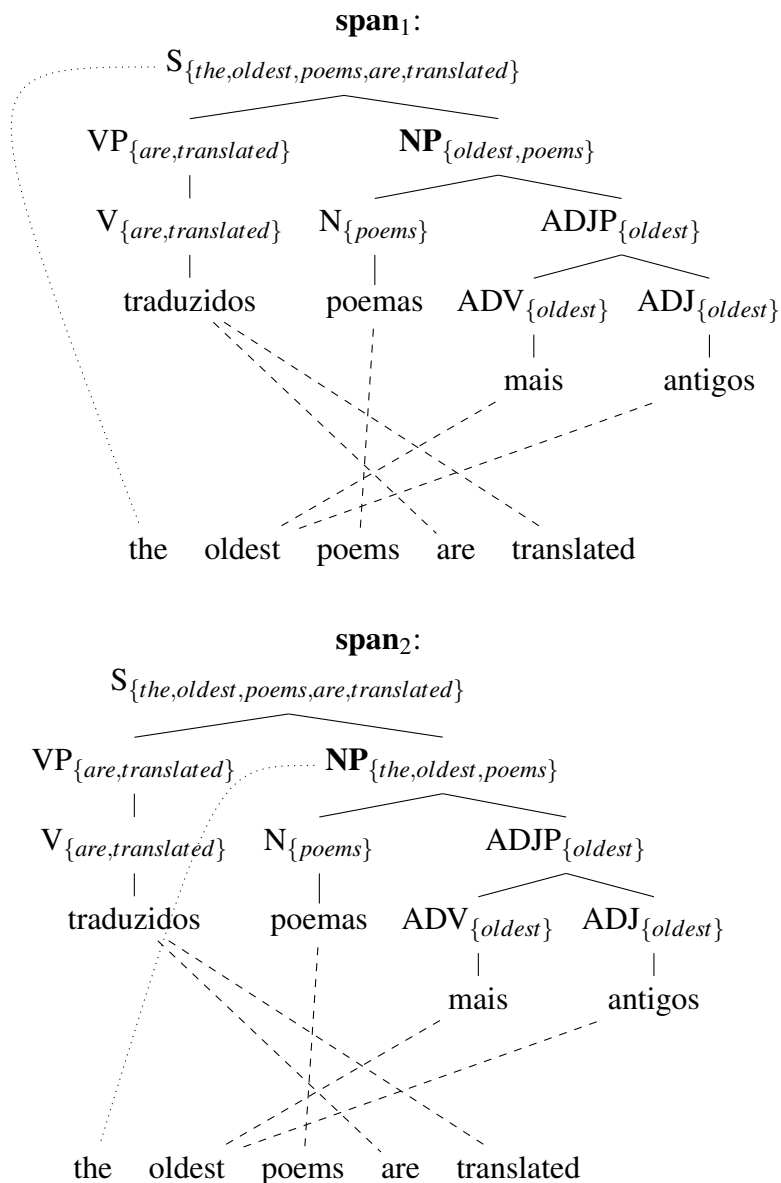 span₁:
S{the,oldest,poems,are,translated}
VP{are,translated} NP{oldest,poems}
V{are,translated} N{poems} ADJP{oldest}
traduzidos poemas ADV{oldest} ADJ{oldest}
mais antigos
the oldest poems are translated
span₂:
S{the,oldest,poems,are,translated}
VP{are,translated} NP{the,oldest,poems}
V{are,translated} N{poems} ADJP{oldest}
traduzidos poemas ADV{oldest} ADJ{oldest}
mais antigos
the oldest poems are translated